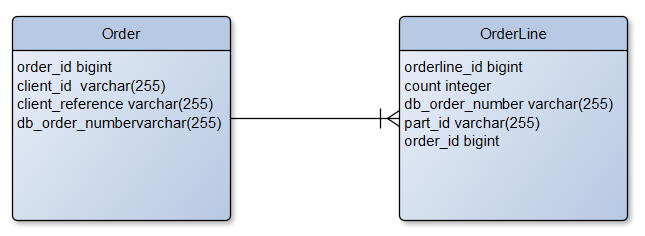 Order
order_id bigint
client_id  varchar(255)
client_reference varchar(255)
db_order_numbervarchar(255)
OrderLine
orderline_id bigint
count integer
db_order_number varchar(255)
part_id varchar(255)
order_id bigint